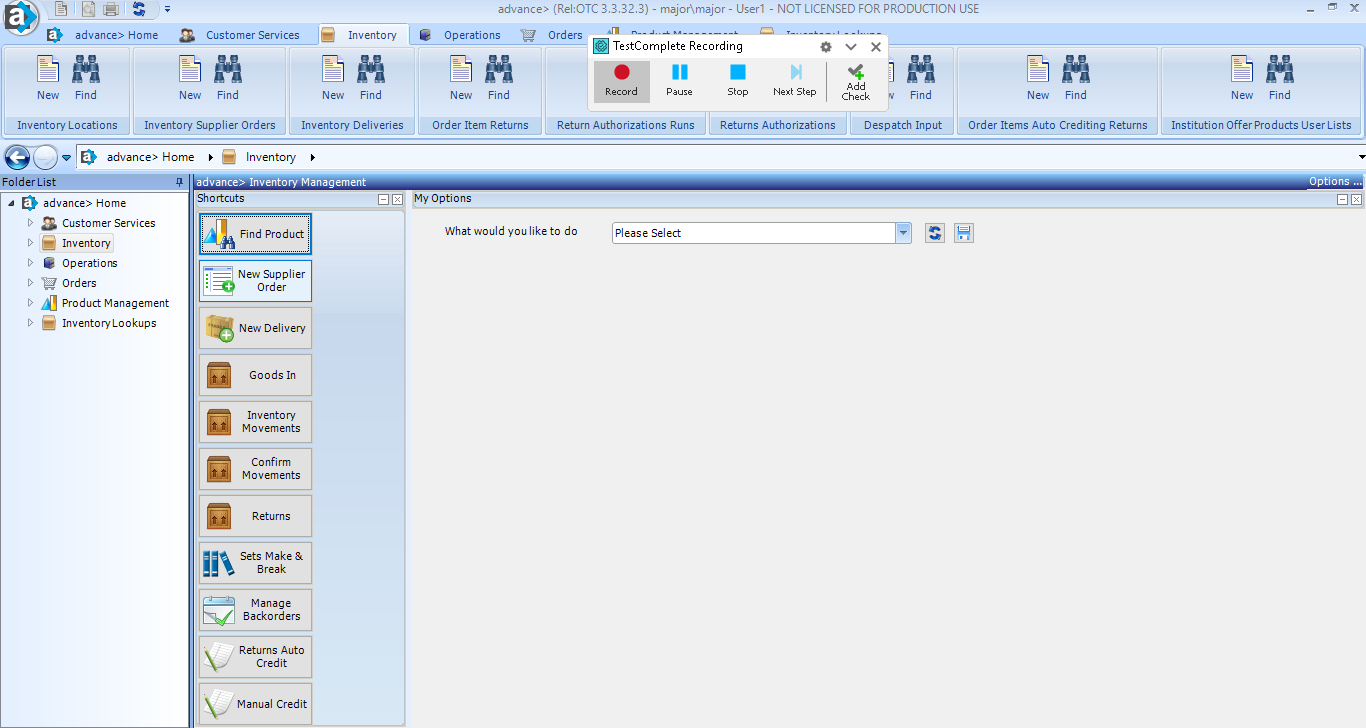 advance> (Rel:OTC 3.3.32.3) - major\major - User1 - NOT LICENSED FOR PRODUCTION USE
advance> Home
Customer Services
Inventory
Operations
Orders
Product Management
Inventory Lookups
TestComplete Recording
Record
Pause
Stop
Next Step
Add
Check
New
Find
Inventory Locations
New
Find
Inventory Supplier Orders
New
Find
Inventory Deliveries
New
Find
Order Item Returns
Return Authorizations Runs
Returns Authorizations
Find
Despatch Input
New
Find
Order Items Auto Crediting Returns
New
Find
Institution Offer Products User Lists
advance> Home
Inventory
Folder List
advance> Home
Customer Services
Inventory
Operations
Orders
Product Management
Inventory Lookups
advance> Inventory Management
Options ...
Shortcuts
Find Product
New Supplier
Order
New Delivery
Goods In
Inventory
Movements
Confirm
Movements
Returns
Sets Make &
Break
Manage
Backorders
Returns Auto
Credit
Manual Credit
My Options
What would you like to do
Please Select